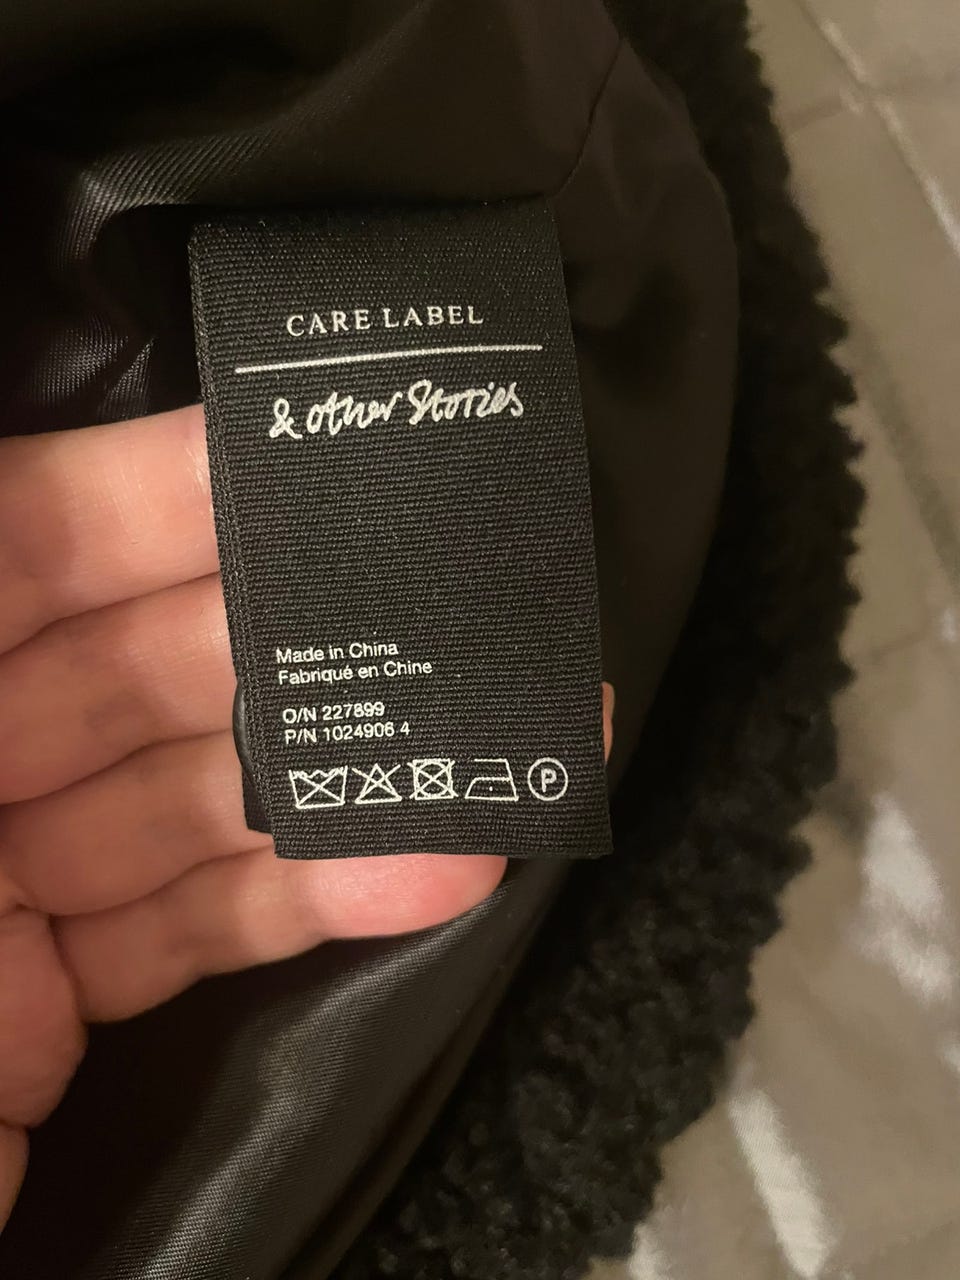 CARE LABEL
& other Stories
Made in China
Fabriqué en Chine
O/N 227899
P/N 1024906 4
P